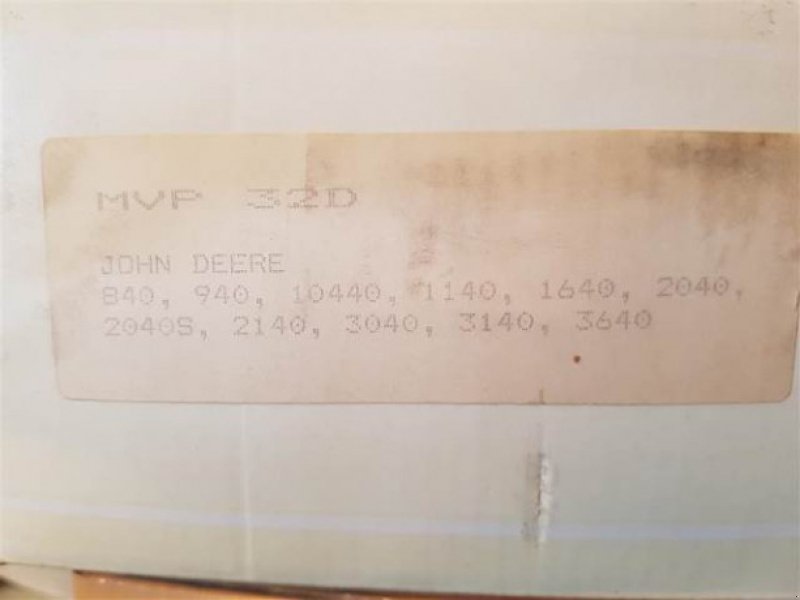 MVP 32D
JOHN DEERE
840, 940, 10440, 1140, 1640, 2040,
2040S, 2140, 3040, 3140, 3640